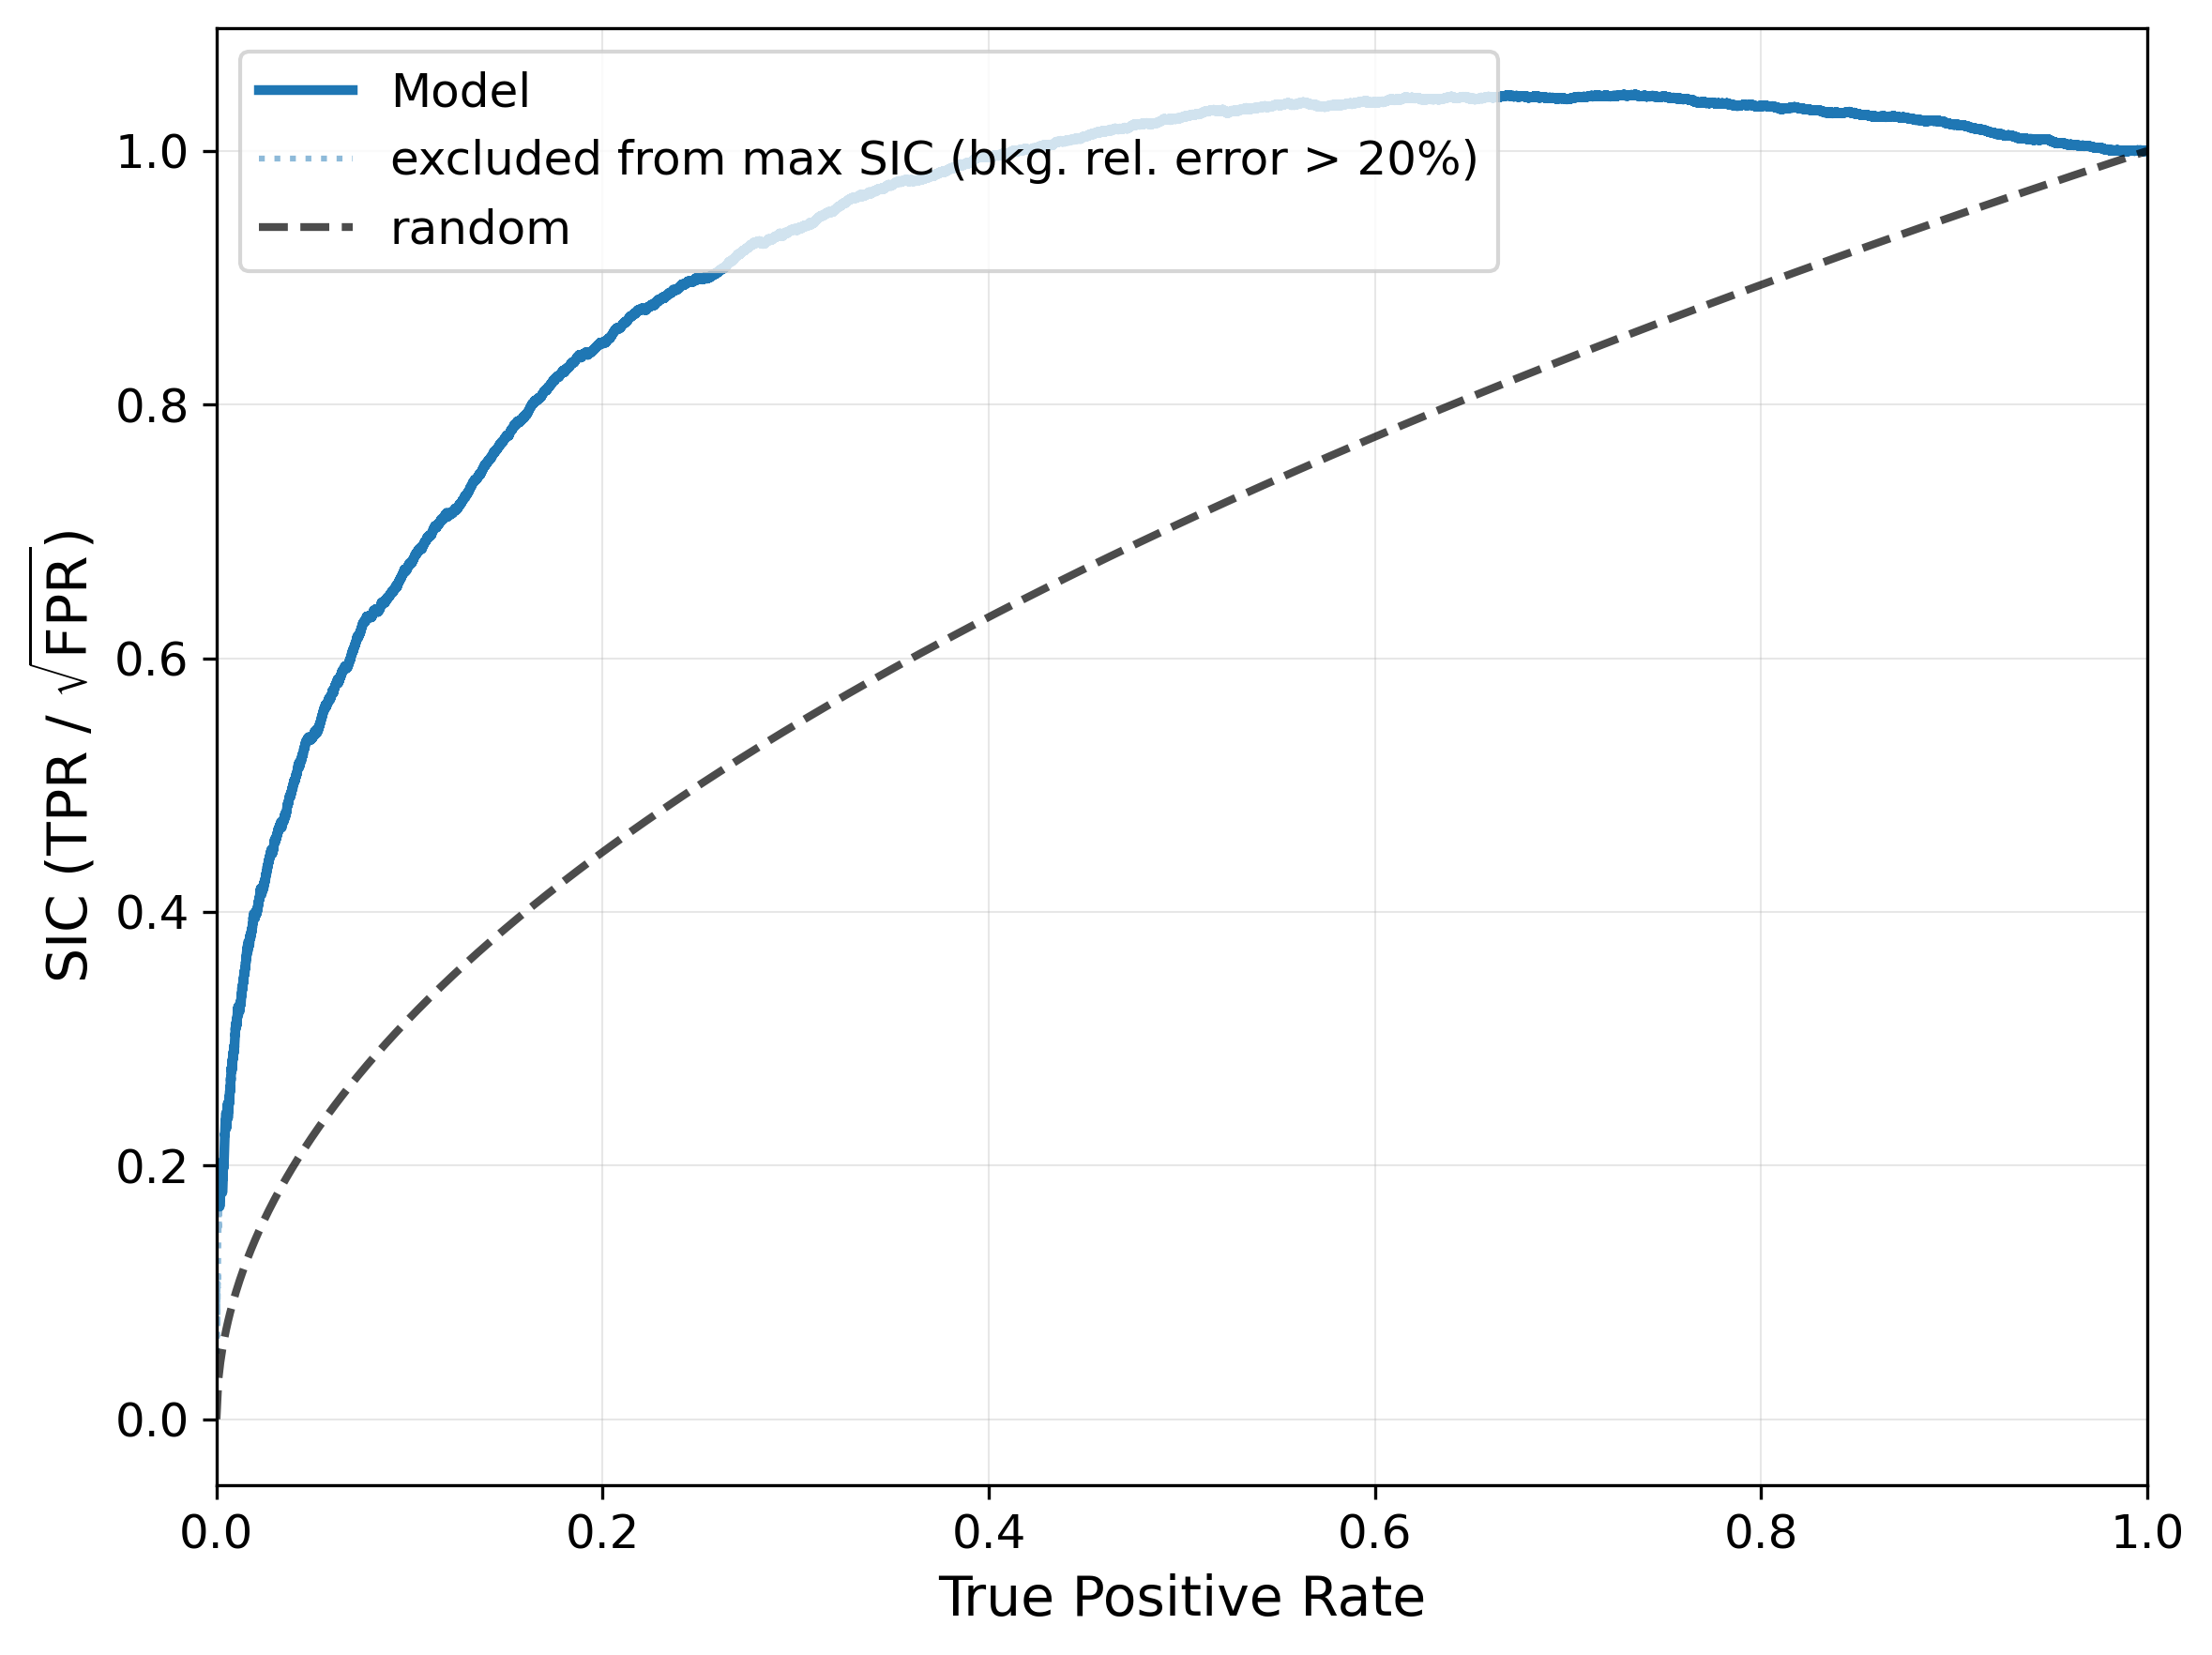 Model
excluded from max SIC (bkg. rel. error > 20%)
random
SIC (TPR / √FPR)
1.0
0.8
0.6
0.4
0.2
0.0
0.0 0.2 0.4 0.6 0.8 1.0
True Positive Rate